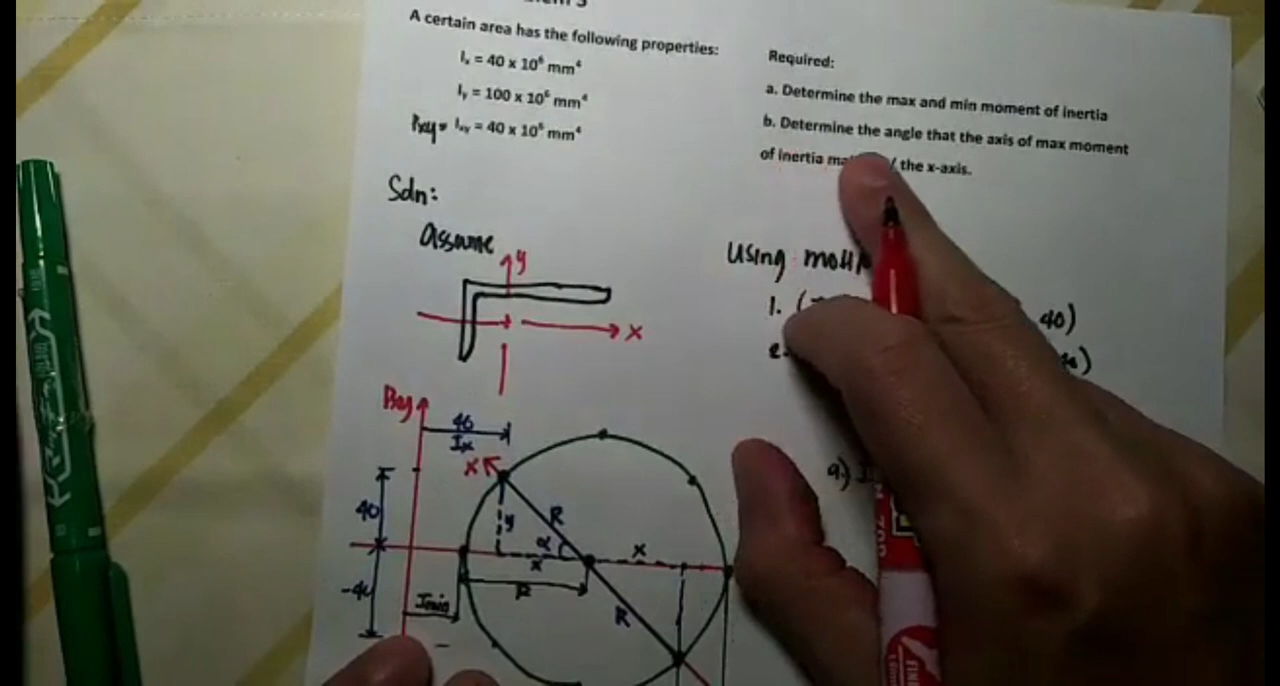 A certain area has the following properties:
Iₓ = 40 x 10⁶ mm⁴
Iᵧ = 100 x 10⁶ mm⁴
Pxy = Iₓᵧ = 40 x 10⁶ mm⁴
Required:
a. Determine the max and min moment of inertia
b. Determine the angle that the axis of max moment
of inertia the x-axis.
Soln:
Assume
y
x
Using
1. ( 40)
2.
a)
Pxy
40
Ix
x
40
y
R
α
x
x
R
-40
Imin
R